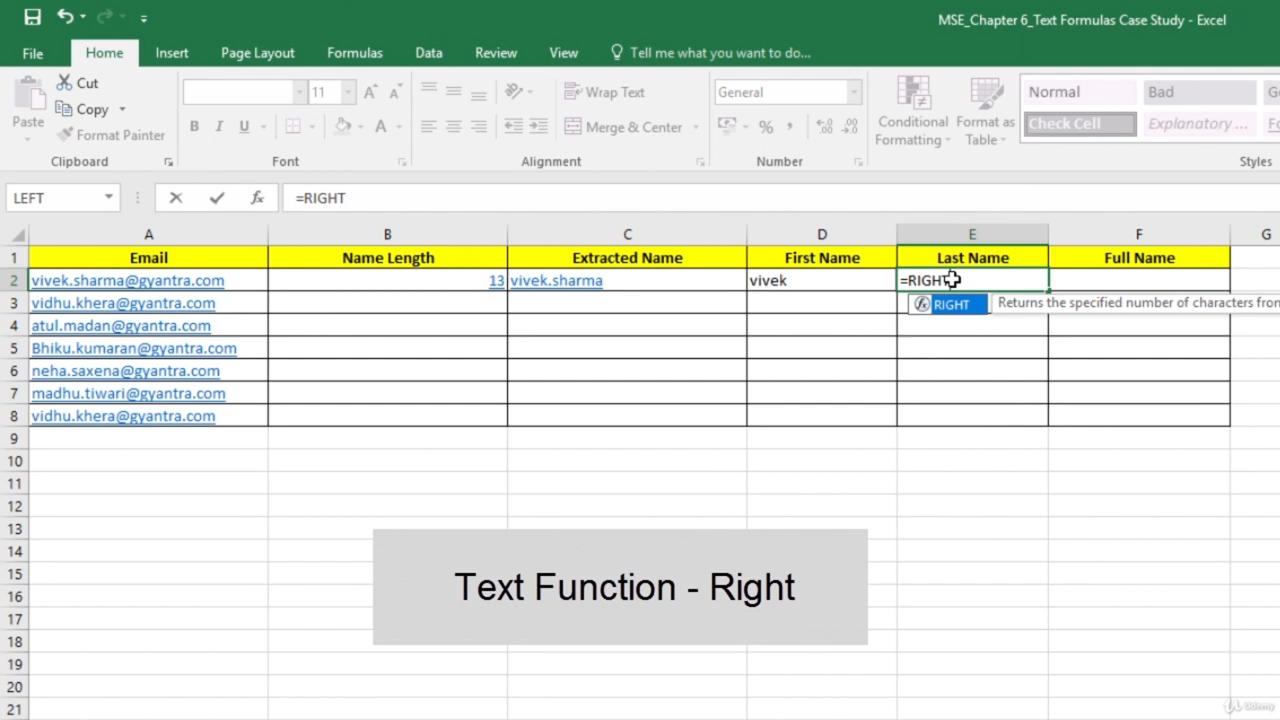 MSE_Chapter 6_Text Formulas Case Study - Excel
File Home Insert Page Layout Formulas Data Review View Tell me what you want to do...
Paste
Cut
Copy
Format Painter
Clipboard
11
B I U
Font
Wrap Text
Merge & Center
Alignment
General
%
Number
Conditional Formatting
Format as Table
Normal Bad
Check Cell Explanatory ...
Styles
LEFT =RIGHT
A B C D E F G
1 Email Name Length Extracted Name First Name Last Name Full Name
2 vivek.sharma@gyantra.com 13 vivek.sharma vivek =RIGHT
3 vidhu.khera@gyantra.com RIGHT Returns the specified number of characters from
4 atul.madan@gyantra.com
5 Bhiku.kumaran@gyantra.com
6 neha.saxena@gyantra.com
7 madhu.tiwari@gyantra.com
8 vidhu.khera@gyantra.com
9
10
11
12
13
14
15
16
17
18
19
20
21
Text Function - Right
Udemy